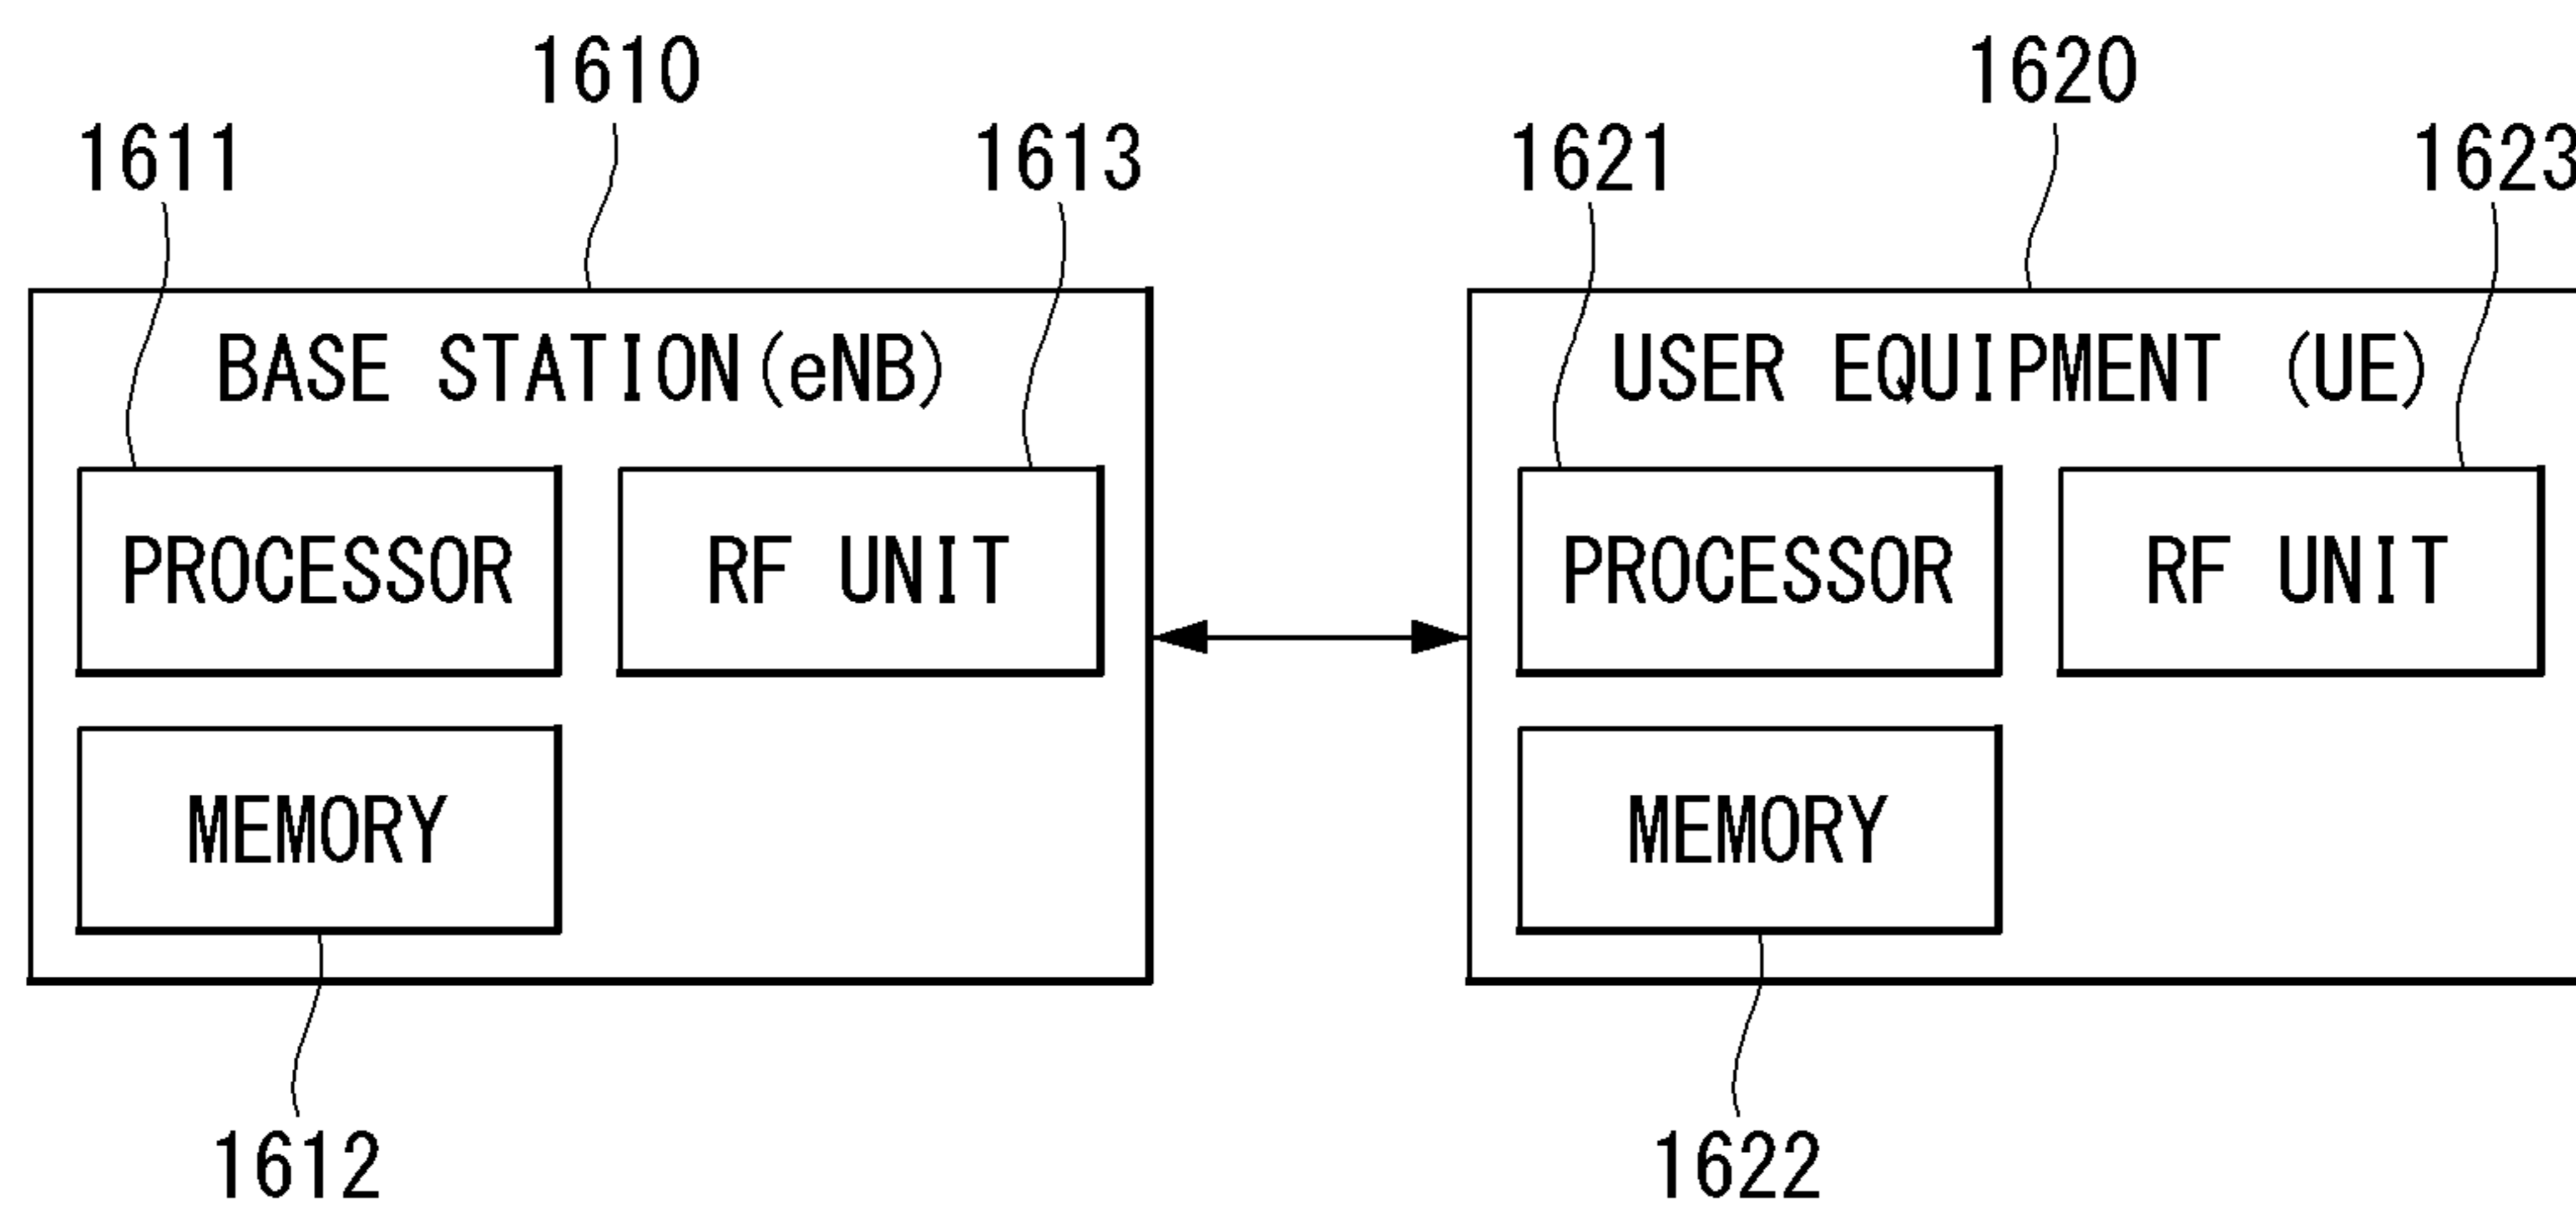 1610
1620
1611
1613
1621
1623
BASE STATION(eNB)
USER EQUIPMENT (UE)
PROCESSOR
RF UNIT
PROCESSOR
RF UNIT
MEMORY
MEMORY
1612
1622